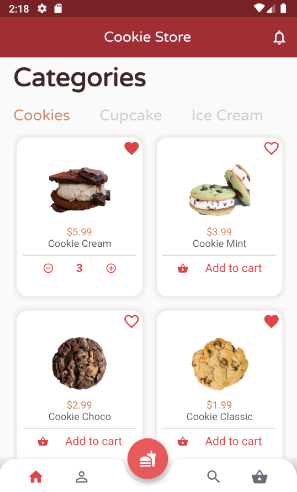 2:18
Cookie Store
Categories
Cookies Cupcake Ice Cream
$5.99 $3.99
Cookie Cream Cookie Mint
3 Add to cart
$2.99 $1.99
Cookie Choco Cookie Classic
Add to cart Add to cart